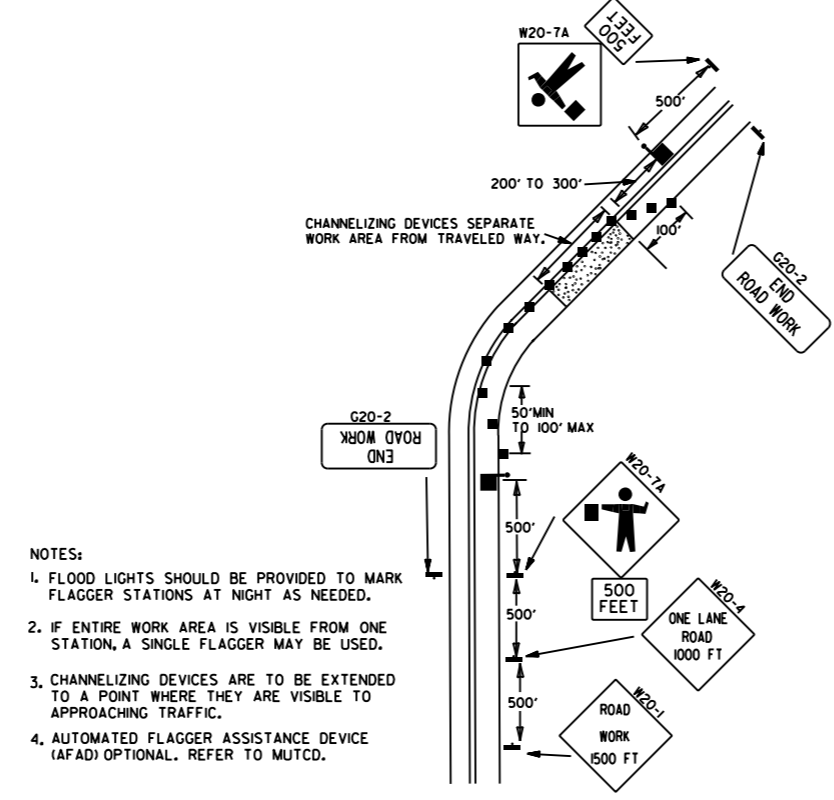 W20-7A
500
FEET
500'
200' TO 300'
CHANNELIZING DEVICES SEPARATE
WORK AREA FROM TRAVELED WAY.
100'
G20-2
END
ROAD WORK
G20-2
END
ROAD WORK
50'MIN
TO 100' MAX
W20-7A
500'
500
FEET
500'
W20-4
ONE LANE
ROAD
1000 FT
500'
W20-1
ROAD
WORK
1500 FT
NOTES:
1. FLOOD LIGHTS SHOULD BE PROVIDED TO MARK
FLAGGER STATIONS AT NIGHT AS NEEDED.
2. IF ENTIRE WORK AREA IS VISIBLE FROM ONE
STATION, A SINGLE FLAGGER MAY BE USED.
3. CHANNELIZING DEVICES ARE TO BE EXTENDED
TO A POINT WHERE THEY ARE VISIBLE TO
APPROACHING TRAFFIC.
4. AUTOMATED FLAGGER ASSISTANCE DEVICE
(AFAD) OPTIONAL. REFER TO MUTCD.